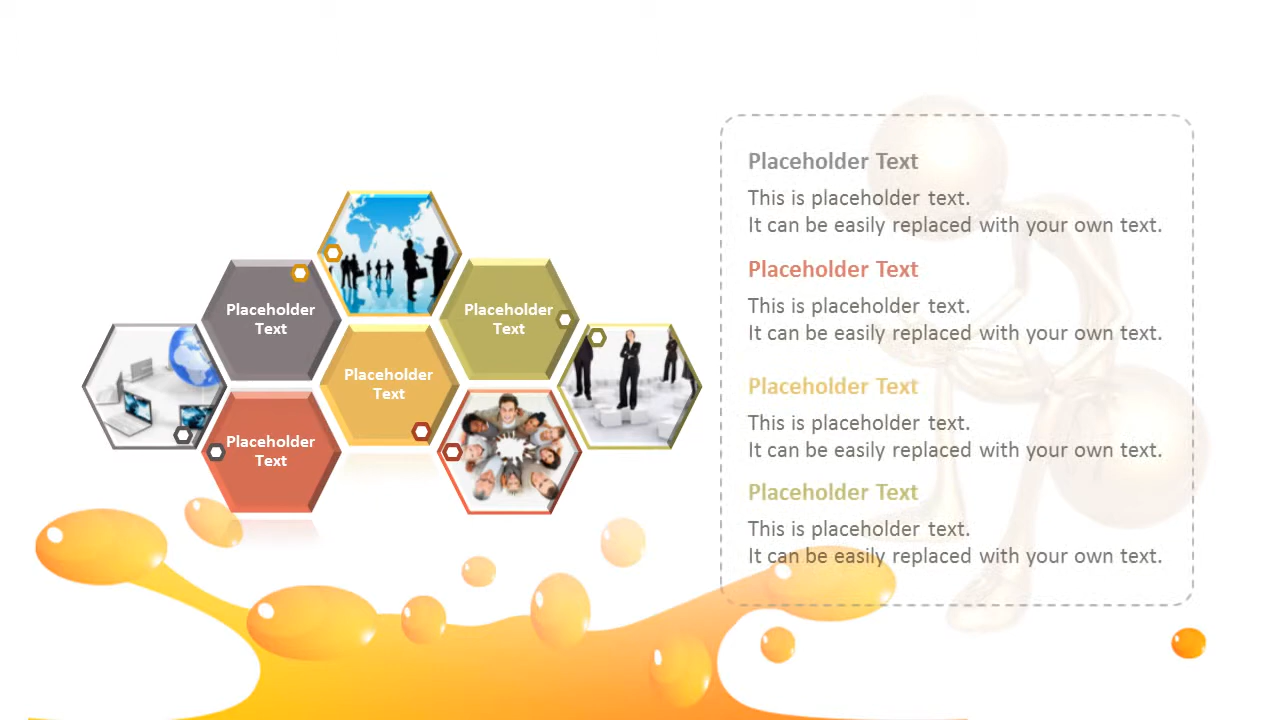 Placeholder
Text
Placeholder
Text
Placeholder
Text
Placeholder
Text
Placeholder Text
This is placeholder text.
It can be easily replaced with your own text.
Placeholder Text
This is placeholder text.
It can be easily replaced with your own text.
Placeholder Text
This is placeholder text.
It can be easily replaced with your own text.
Placeholder Text
This is placeholder text.
It can be easily replaced with your own text.